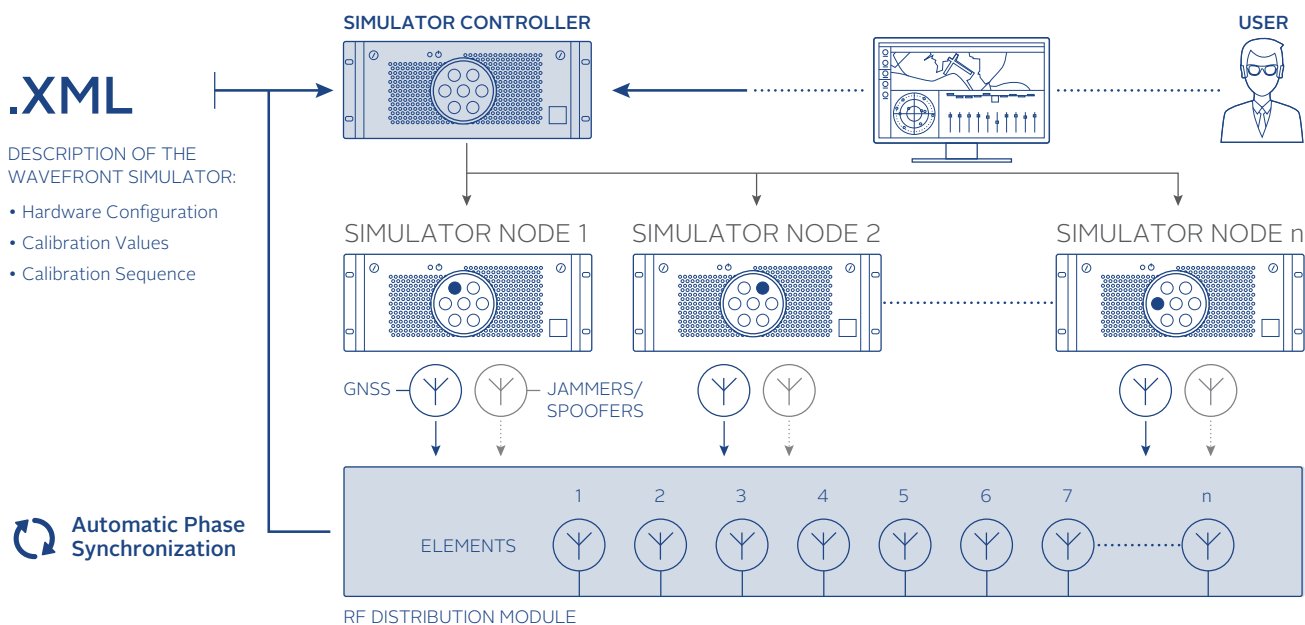 SIMULATOR CONTROLLER
USER
.XML
DESCRIPTION OF THE
WAVEFRONT SIMULATOR:
• Hardware Configuration
• Calibration Values
• Calibration Sequence
SIMULATOR NODE 1
SIMULATOR NODE 2
SIMULATOR NODE n
GNSS
JAMMERS/
SPOOFERS
Automatic Phase
Synchronization
1 2 3 4 5 6 7 n
ELEMENTS
RF DISTRIBUTION MODULE